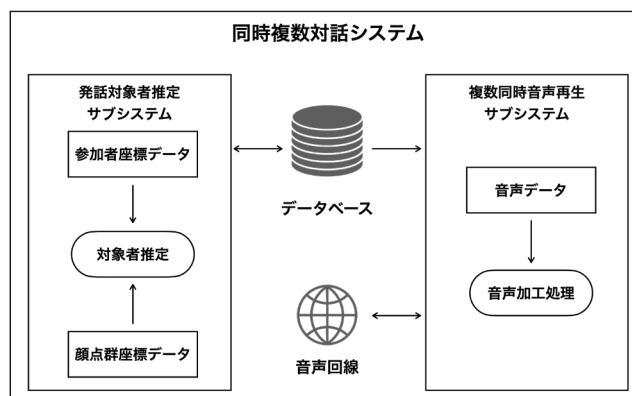 同時複数対話システム
発話対象者推定
サブシステム
参加者座標データ
対象者推定
顔点群座標データ
データベース
音声回線
複数同時音声再生
サブシステム
音声データ
音声加工処理